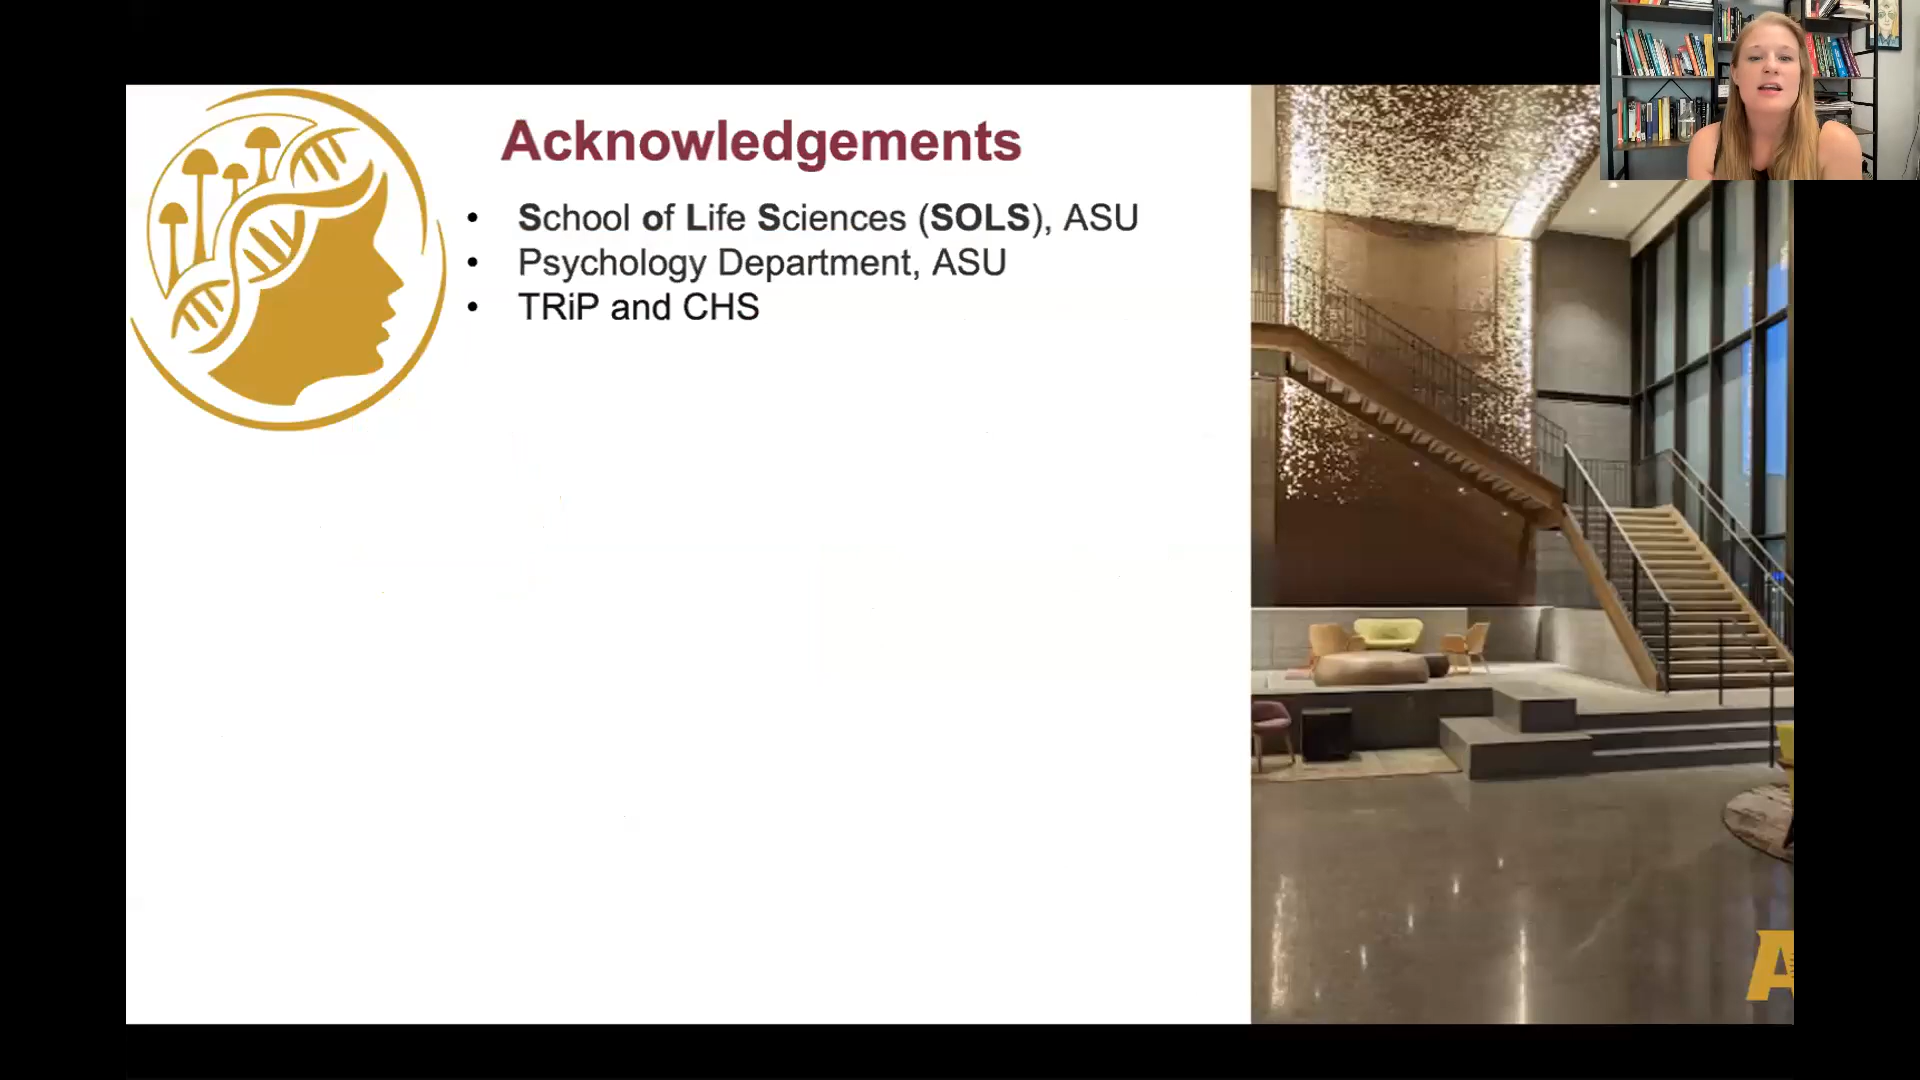 Acknowledgements
• School of Life Sciences (SOLS), ASU
• Psychology Department, ASU
• TRiP and CHS